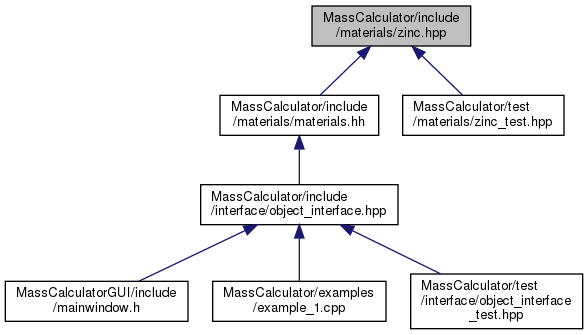 MassCalculator/include
/materials/zinc.hpp
MassCalculator/include
/materials/materials.hh
MassCalculator/test
/materials/zinc_test.hpp
MassCalculator/include
/interface/object_interface.hpp
MassCalculatorGUI/include
/mainwindow.h
MassCalculator/examples
/example_1.cpp
MassCalculator/test
/interface/object_interface
_test.hpp